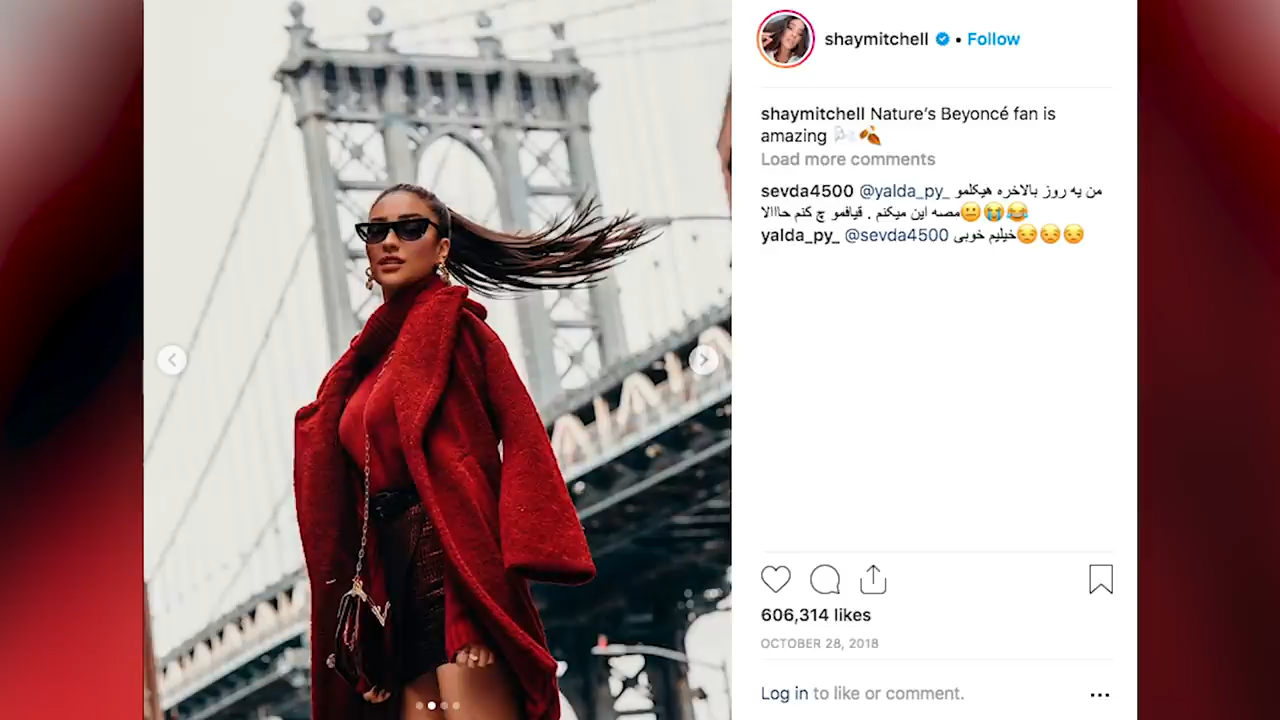 shaymitchell • Follow
shaymitchell Nature's Beyoncé fan is
amazing 🌬️🍂
Load more comments
sevda4500 @yalda_py_ من یه روز بالاخره هیکلمو
مصه این میکنم . قیافمو چ کنم حااالا😂😭😐
yalda_py_ @sevda4500 خیلیم خوبی😒😒😒
606,314 likes
OCTOBER 28, 2018
Log in to like or comment.